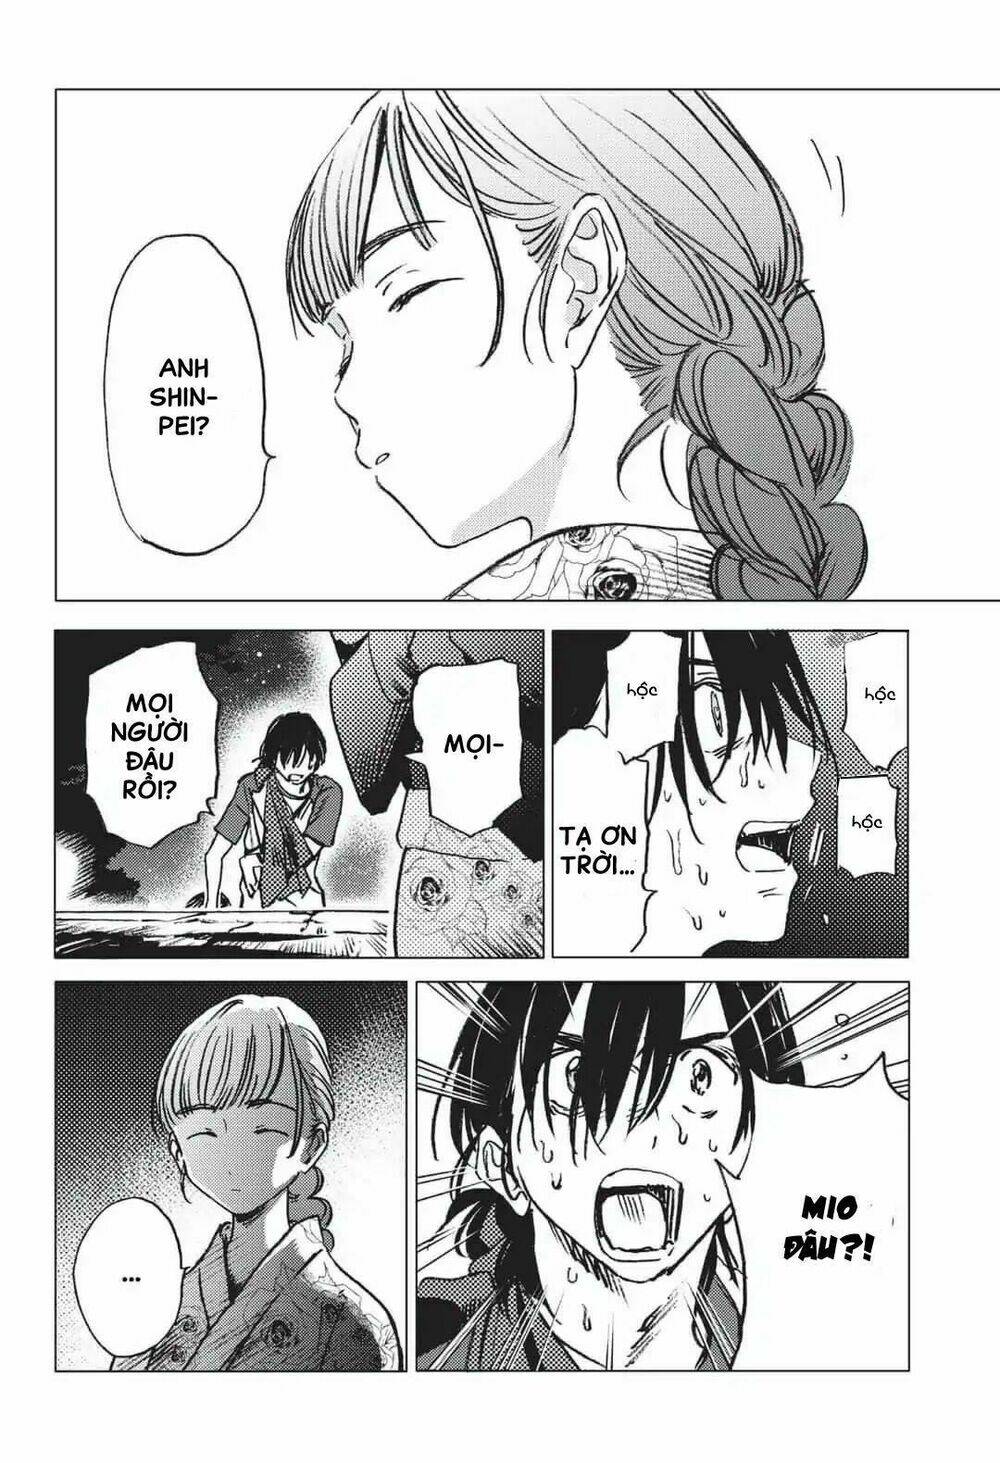 ANH
SHIN-
PEI?
hộc
hộc
hộc
TẠ ƠN
TRỜI...
MỌI-
MỌI
NGƯỜI
ĐÂU
RỒI?
MIO
ĐÂU?!
...